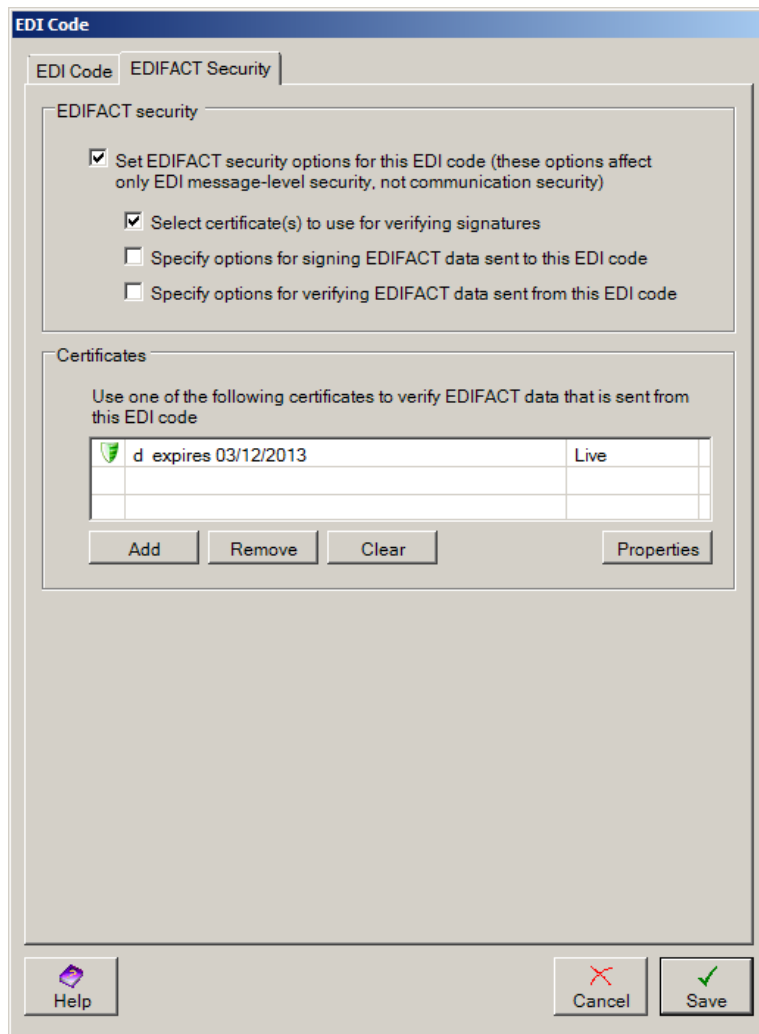 EDI Code
EDI Code
EDIFACT Security
EDIFACT security
Set EDIFACT security options for this EDI code (these options affect
only EDI message-level security, not communication security)
Select certificate(s) to use for verifying signatures
Specify options for signing EDIFACT data sent to this EDI code
Specify options for verifying EDIFACT data sent from this EDI code
Certificates
Use one of the following certificates to verify EDIFACT data that is sent from
this EDI code
d expires 03/12/2013 Live
Add Remove Clear Properties
Help Cancel Save